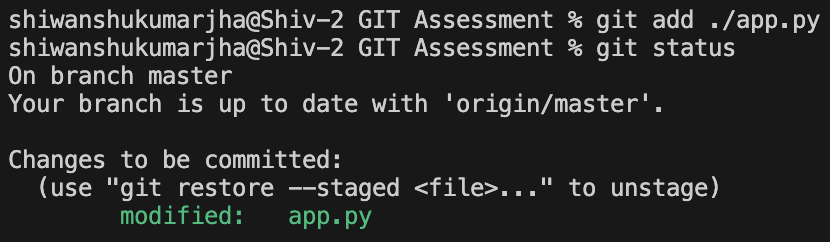 shiwanshukumarjha@Shiv-2 GIT Assessment % git add ./app.py
shiwanshukumarjha@Shiv-2 GIT Assessment % git status
On branch master
Your branch is up to date with 'origin/master'.
Changes to be committed:
  (use "git restore --staged <file>..." to unstage)
        modified:   app.py